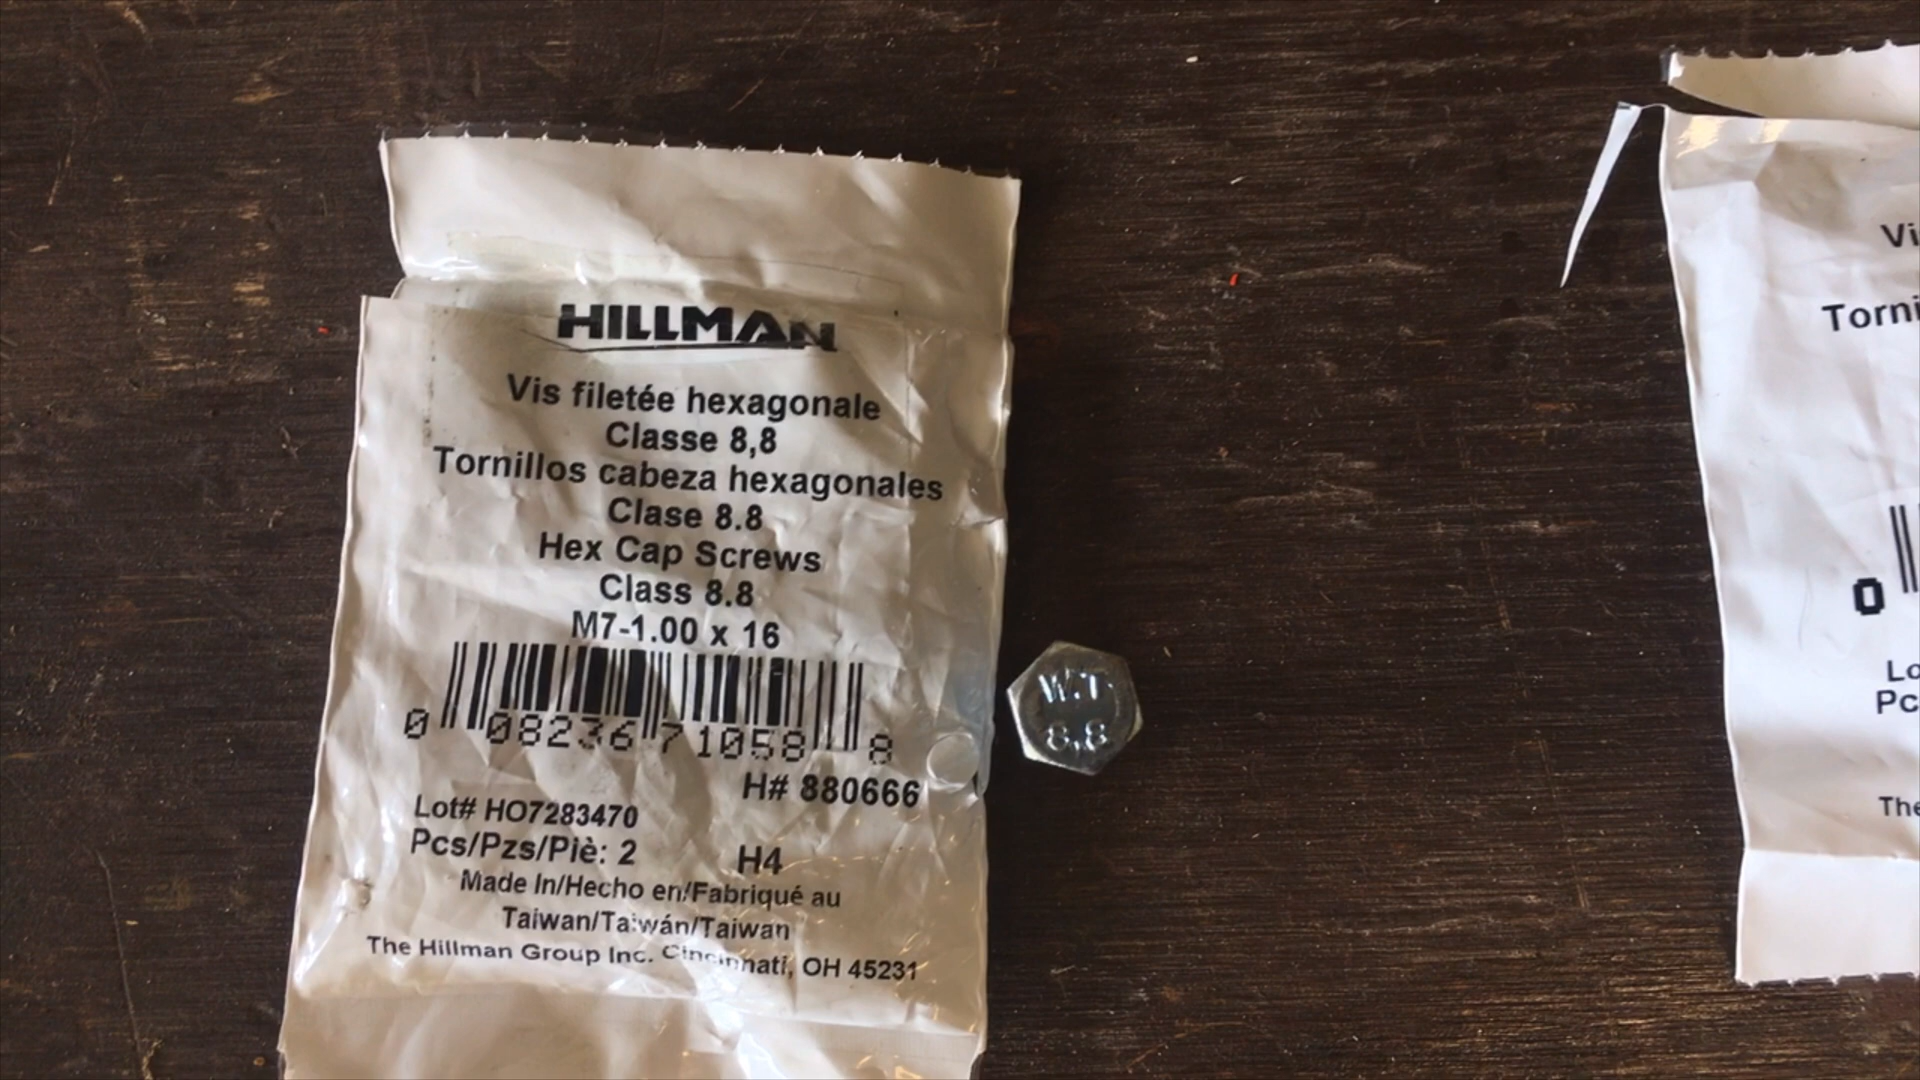 HILLMAN
Vis filetée hexagonale
Classe 8,8
Tornillos cabeza hexagonales
Clase 8.8
Hex Cap Screws
Class 8.8
M7-1.00 x 16
0 08236 71058 8
H# 880666
Lot# HO7283470
Pcs/Pzs/Piè: 2 H4
Made In/Hecho en/Fabriqué au
Taiwan/Taiwán/Taiwan
The Hillman Group Inc. Cincinnati, OH 45231
W.T
8,8
Vi
Torni
0
Lo
Pc
The